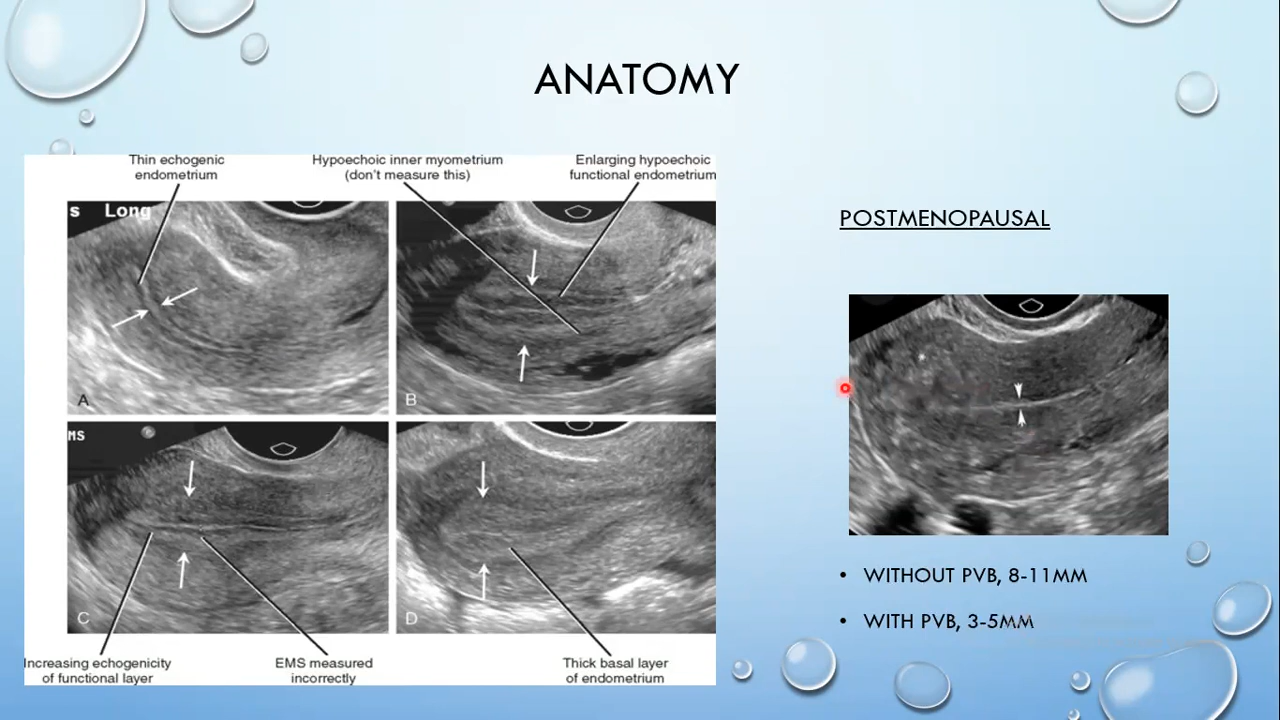 ANATOMY
Thin echogenic
endometrium
Hypoechoic inner myometrium
(don't measure this)
Enlarging hypoechoic
functional endometrium
s Long
A
B
MS
C
D
Increasing echogenicity
of functional layer
EMS measured
incorrectly
Thick basal layer
of endometrium
POSTMENOPAUSAL
• WITHOUT PVB, 8-11MM
• WITH PVB, 3-5MM